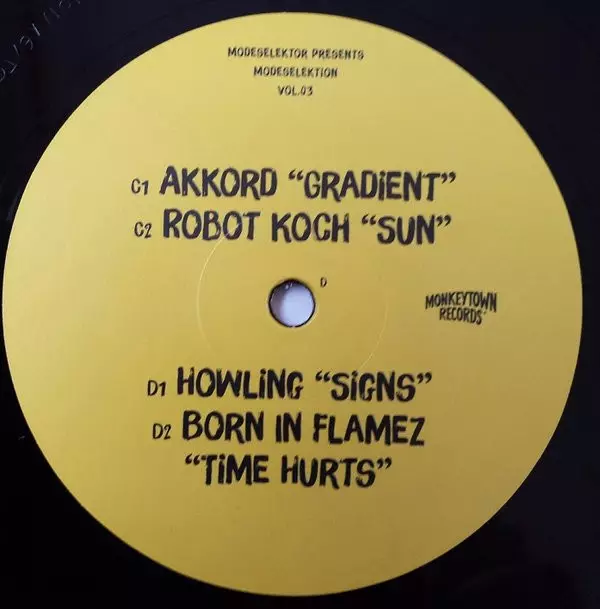 MODESELEKTOR PRESENTS
MODESELEKTION
VOL.03
C1 AKKORD “GRADiENT”
C2 ROBOT KOCH “SUN”
D
MONKEYTOWN
RECORDS
D1 HOWLiNG “SiGNS”
D2 BORN IN FLAMEZ
“TiME HURTS”